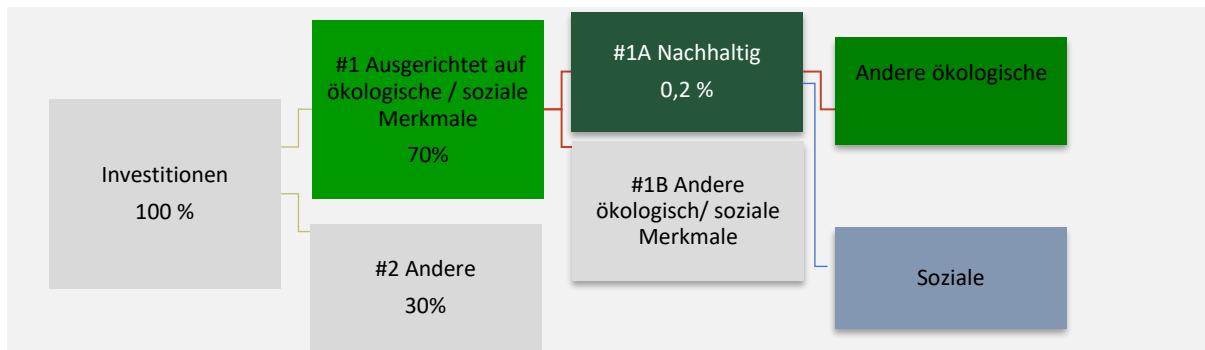 Investitionen
100 %
#1 Ausgerichtet auf
ökologische / soziale
Merkmale
70%
#2 Andere
30%
#1A Nachhaltig
0,2 %
#1B Andere
ökologisch/ soziale
Merkmale
Andere ökologische
Soziale